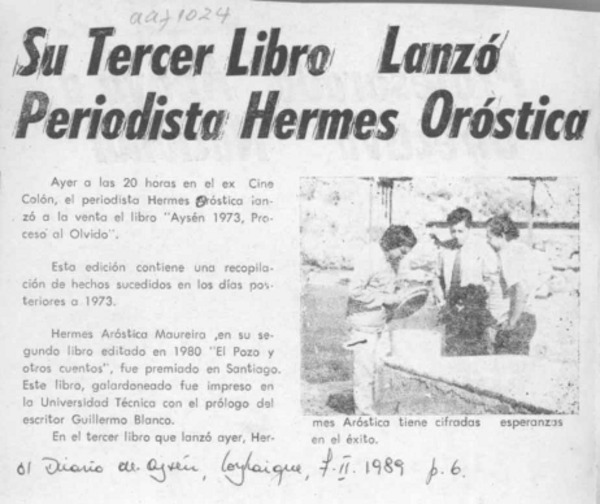 aaj1024
Su Tercer Libro Lanzó
Periodista Hermes Oróstica
Ayer a las 20 horas en el ex Cine
Colón, el periodista Hermes Oróstica lan-
zó a la venta el libro "Aysén 1973, Pro-
ceso al Olvido".
Esta edición contiene una recopila-
ción de hechos sucedidos en los días pos-
teriores a 1973.
Hermes Aróstica Maureira ,en su se-
gundo libro editado en 1980 "El Pozo y
otros cuentos", fue premiado en Santiago.
Este libro, galardoneado fue impreso en
la Universidad Técnica con el prólogo del
escritor Guillermo Blanco.
En el tercer libro que lanzó ayer, Her-
mes Aróstica tiene cifradas esperanzas
en el éxito.
El Diario de Aysén, Coyhaique, 7.II.1989 p.6.